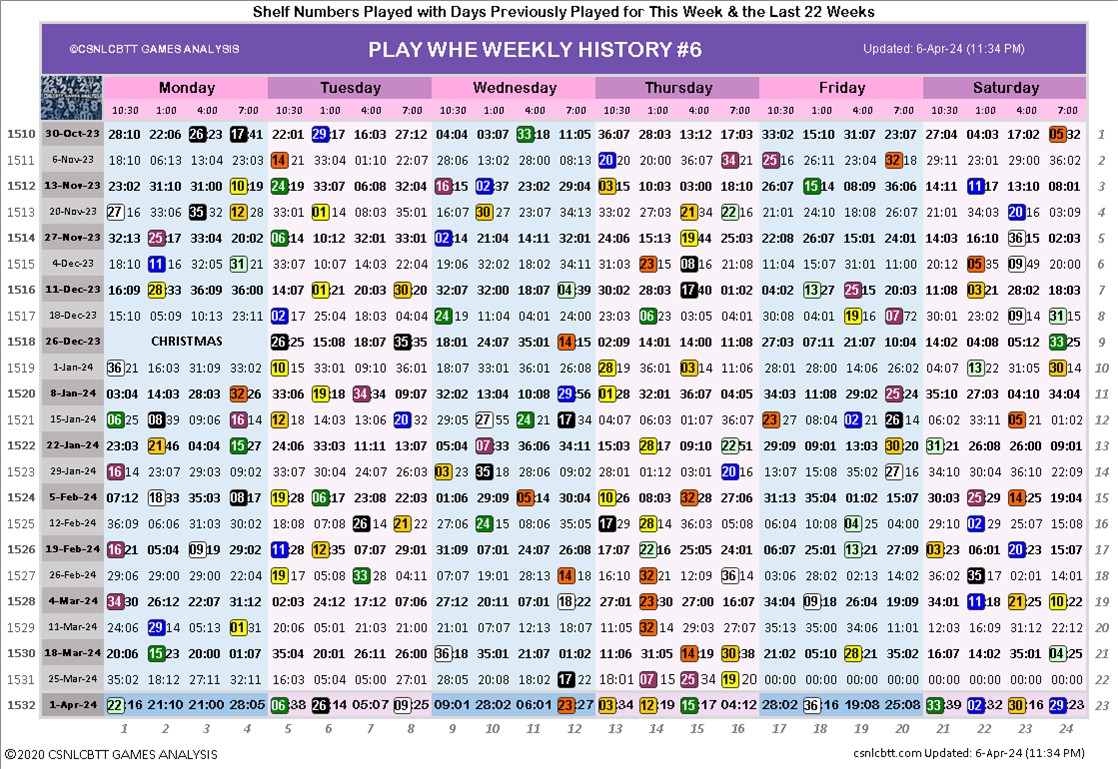 Shelf Numbers Played with Days Previously Played for This Week & the Last 22 Weeks
©CSNLCBTT GAMES ANALYSIS PLAY WHE WEEKLY HISTORY #6 Updated: 6-Apr-24 (11:34 PM)
Monday Tuesday Wednesday Thursday Friday Saturday
10:30 1:00 4:00 7:00 10:30 1:00 4:00 7:00 10:30 1:00 4:00 7:00 10:30 1:00 4:00 7:00 10:30 1:00 4:00 7:00 10:30 1:00 4:00 7:00
1510 30-Oct-23 28:10 22:06 26:23 17:41 22:01 29:17 16:03 27:12 04:04 03:07 33:18 11:05 36:07 28:03 13:12 17:03 33:02 15:10 31:07 23:07 27:04 04:03 17:02 05:32 1
1511 6-Nov-23 18:10 06:13 13:04 23:03 14 21 33:04 01:10 22:07 28:06 13:02 28:00 08:13 20 20 20:00 36:07 34 21 25 16 26:11 23:04 32 18 29:11 23:01 29:00 36:02 2
1512 13-Nov-23 23:02 31:10 31:00 10:19 24:19 33:07 06:08 32:04 16:15 02:37 23:02 29:04 03:15 03:00 18:10 15:10 26:07 18:14 08:09 36:06 14:11 11:17 13:10 08:01 3
1513 20-Nov-23 27 16 33:06 35 32 12 28 33:01 01 14 08:03 35:01 16:07 30 27 23:07 34:13 33:02 27:03 21 34 22 16 21:01 24:10 18:08 26:07 21:01 34:03 20 16 03:09 4
1514 27-Nov-23 32:13 25:17 33:04 20:02 06:14 10:12 32:01 33:01 02:14 21:04 14:11 32:01 24:06 15:13 19:44 25:03 22:08 26:07 15:01 24:01 14:03 16:10 36:15 02:03 5
1515 4-Dec-23 18:10 11 16 32:05 31 21 33:07 10:07 14:03 22:04 19:06 32:02 18:02 34:11 31:03 23 15 08 16 21:08 11:04 15:07 31:01 11:00 20:12 05 35 09 49 20:00 6
1516 11-Dec-23 16:09 28:33 36:09 36:00 14:07 01:21 20:03 30:20 32:07 32:00 18:07 04:39 30:02 28:03 17:40 01:02 04:02 13:27 25:15 20:03 11:08 03:21 28:02 18:03 7
1517 18-Dec-23 15:10 05:09 10:13 23:11 02 17 25:08 12:04 31:08 24 19 11:04 04:01 24:00 23:03 06 23 03:05 04:01 30:08 04:01 19 16 07 72 30:01 23:02 09 14 31 15 8
1518 26-Dec-23 CHRISTMAS 26:25 15:08 18:07 35:35 18:01 24:07 35:01 14:15 02:09 14:01 14:00 11:08 27:03 07:11 21:07 10:04 14:02 04:08 05:12 33:25 9
1519 1-Jan-24 36 21 16:03 31:09 33:02 10 15 33:01 09:10 36:01 18:07 33:01 36:01 26:08 28 19 36:01 03 14 11:06 28:01 28:00 14:06 26:02 04:07 13 22 31:05 30 14 10
1520 8-Jan-24 03:04 14:03 28:03 32:26 33:06 19:18 34:34 09:07 32:02 13:04 10:08 29:56 01:28 32:01 36:07 04:05 34:03 11:08 29:02 25:24 35:10 27:03 04:10 34:04 11
1521 15-Jan-24 06 25 08 39 09:06 16 14 12 18 14:03 13:06 20 32 29:05 27 55 24 21 17 34 04:07 06:03 01:07 06:07 23 27 08:03 02 21 26 14 06:02 33:11 05 21 01:02 12
1522 22-Jan-24 23:03 21:46 04:04 15:27 24:06 33:03 11:11 13:07 05:04 07:33 06:04 36:11 15:03 28:17 09:10 22:51 29:09 09:01 13:03 30:20 31:21 26:08 23:00 09:01 13
1523 29-Jan-24 16 14 23:07 29:03 09:02 33:07 30:04 24:07 26:03 03 23 35 18 28:06 09:02 28:01 01:12 03:01 20 16 13:07 01:08 35:02 27 16 34:10 30:04 36:10 22:09 14
1524 5-Feb-24 07:12 18:33 35:03 08:17 19:28 06:17 23:08 22:03 01:06 29:09 05:14 30:04 10:26 08:03 32:15 27:06 31:13 35:04 01:02 15:07 30:03 25:29 14:25 19:04 15
1525 12-Feb-24 36:09 06:06 31:03 30:02 18:08 07:08 26 14 21 22 27:06 10 15 08:06 35:05 17 29 28 14 36:03 05:08 06:04 10:08 04 25 04:00 29:10 02 29 25:07 15:08 16
1526 19-Feb-24 16:21 05:04 09:19 29:02 11:28 12:35 07:07 29:01 31:09 07:01 24:07 26:08 17:07 22:16 25:05 24:01 06:07 25:01 13:21 27:09 03:23 06:01 20:23 15:07 17
1527 26-Feb-24 29:06 29:00 29:00 22:04 19 17 05:08 33 28 04:11 07:07 19:01 28:13 14 18 16:10 32 21 12:09 36 14 03:06 28:02 02:13 14:02 36:02 35 17 02:01 14:01 18
1528 4-Mar-24 34:30 26:12 22:07 31:12 02:03 24:12 17:12 07:06 27:12 20:11 07:01 18:22 27:01 23:30 27:00 16:07 34:04 09:18 26:04 19:09 34:01 11:18 21:25 10:22 19
1529 11-Mar-24 24:06 29 14 05:13 01 31 20:06 05:01 21:03 21:00 21:01 07:07 12:13 18:07 11:05 32 14 29:03 27:07 35:13 35:00 22:06 11:01 12:03 16:09 31:12 22:12 20
1530 18-Mar-24 20:06 15:23 20:00 01:07 35:04 20:01 26:11 26:00 36:18 35:01 21:07 01:02 11:06 31:05 14:19 30:38 21:02 05:10 28:21 35:02 16:07 14:02 35:01 04:25 21
1531 25-Mar-24 35:02 18:12 27:11 32:11 16:03 05:04 05:00 27:01 28:05 20:08 18:02 17 22 18:01 07 15 25 34 19 20 00:00 00:00 00:00 00:00 00:00 00:00 00:00 00:00 22
1532 1-Apr-24 22:16 21:10 21:00 28:05 06:38 26:14 05:07 09:25 09:01 28:02 06:01 23:27 03:34 12:19 15:17 04:12 28:02 36:16 19:08 25:08 33:39 02:32 30:16 29:23 23
1 2 3 4 5 6 7 8 9 10 11 12 13 14 15 16 17 18 19 20 21 22 23 24
©2020 CSNLCBTT GAMES ANALYSIS csnlcbtt.com Updated: 6-Apr-24 (11:34 PM)